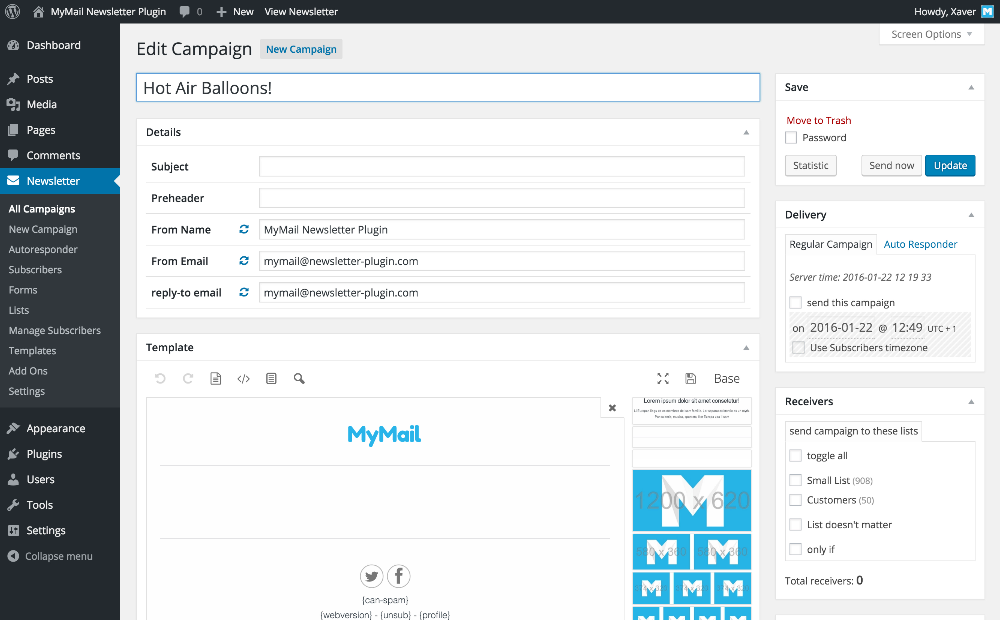 MyMail Newsletter Plugin 0 New View Newsletter Howdy, Xaver
Screen Options
Dashboard
Posts
Media
Pages
Comments
Newsletter
All Campaigns
New Campaign
Autoresponder
Subscribers
Forms
Lists
Manage Subscribers
Templates
Add Ons
Settings
Appearance
Plugins
Users
Tools
Settings
Collapse menu
Edit Campaign New Campaign
Hot Air Balloons!
Details
Subject
Preheader
From Name MyMail Newsletter Plugin
From Email mymail@newsletter-plugin.com
reply-to email mymail@newsletter-plugin.com
Template
Base
MyMail
{can-spam}
{webversion} - {unsub} - {profile}
Lorem ipsum dolor sit amet consetetur!
1200 x 620
Save
Move to Trash
Password
Statistic Send now Update
Delivery
Regular Campaign Auto Responder
Server time: 2016-01-22 12 19 33
send this campaign
on 2016-01-22 @ 12:49 UTC + 1
Use Subscribers timezone
Receivers
send campaign to these lists
toggle all
Small List (908)
Customers (50)
List doesn't matter
only if
Total receivers: 0